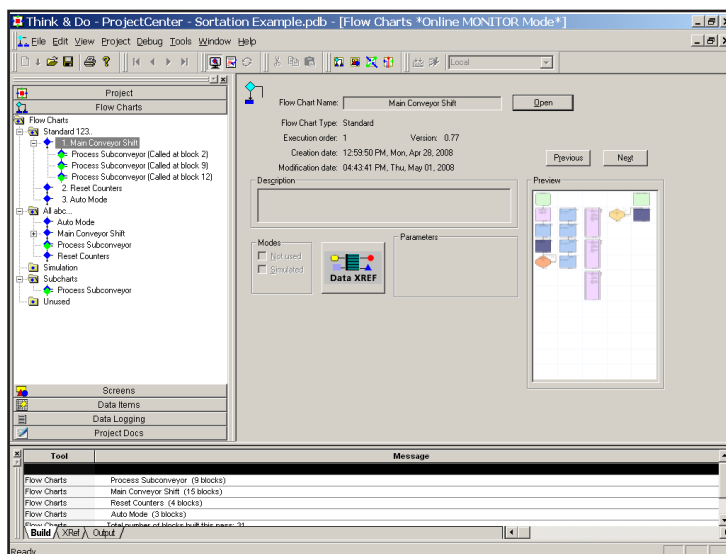 Think & Do - ProjectCenter - Sortation Example.pdb - [Flow Charts *Online MONITOR Mode*]
File Edit View Project Debug Tools Window Help
Local
Project
Flow Charts
Flow Charts
Standard 123..
1. Main Conveyor Shift
Process Subconveyor (Called at block 2)
Process Subconveyor (Called at block 9)
Process Subconveyor (Called at block 12)
2. Reset Counters
3. Auto Mode
All abc...
Auto Mode
Main Conveyor Shift
Process Subconveyor
Reset Counters
Simulation
Subcharts
Process Subconveyor
Unused
Screens
Data Items
Data Logging
Project Docs
Flow Chart Name: Main Conveyor Shift Open
Flow Chart Type: Standard
Execution order: 1 Version: 0.77
Creation date: 12:59:50 PM, Mon, Apr 28, 2008
Modification date: 04:43:41 PM, Thu, May 01, 2008
Previous Next
Description
Preview
Modes
Not used
Simulated
Data XREF
Parameters
Tool Message
Flow Charts Process Subconveyor (9 blocks)
Flow Charts Main Conveyor Shift (15 blocks)
Flow Charts Reset Counters (4 blocks)
Flow Charts Auto Mode (3 blocks)
Flow Charts Total number of blocks built this pass: 31
Build XRef Output
Ready